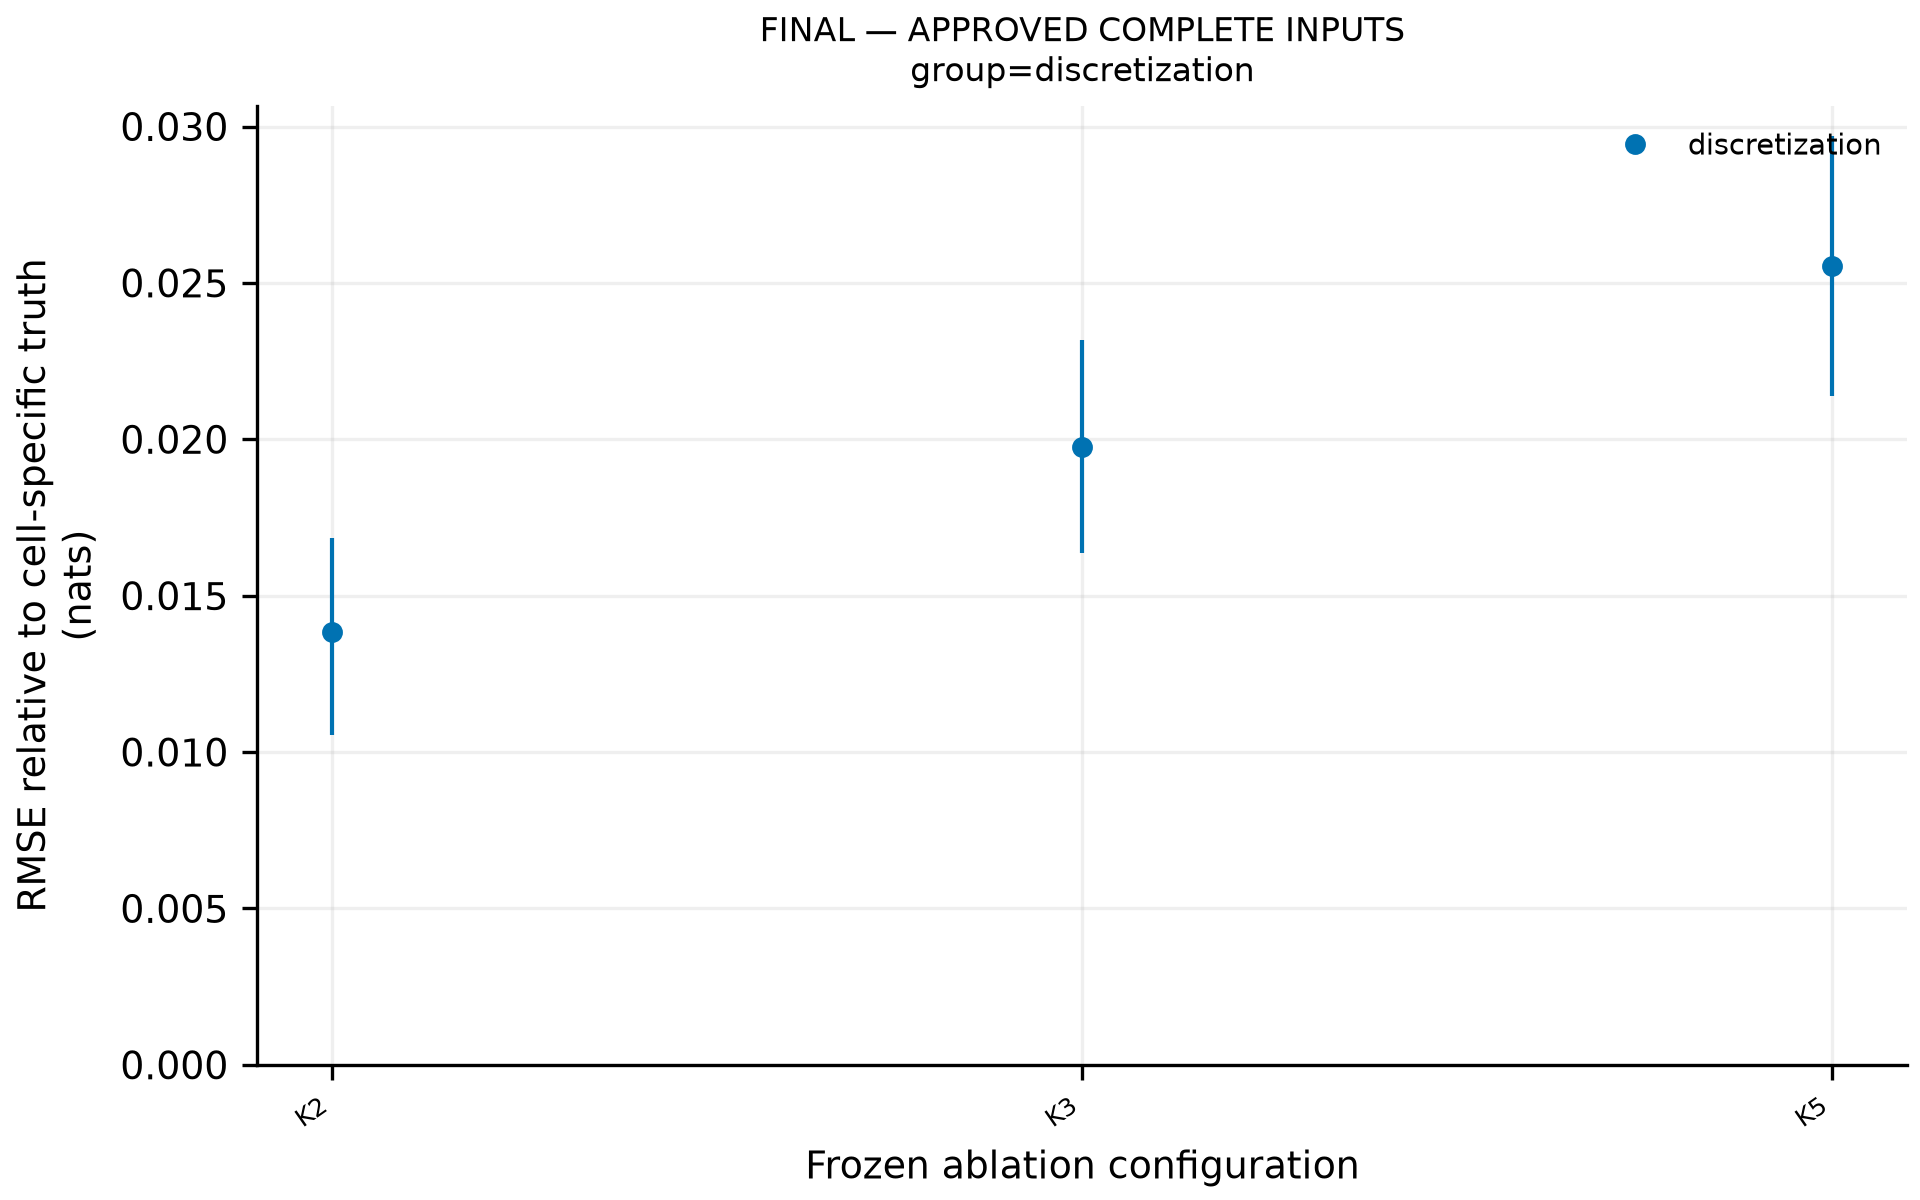 FINAL — APPROVED COMPLETE INPUTS
group=discretization
RMSE relative to cell-specific truth
(nats)
0.030
0.025
0.020
0.015
0.010
0.005
0.000
discretization
K2
K3
K5
Frozen ablation configuration